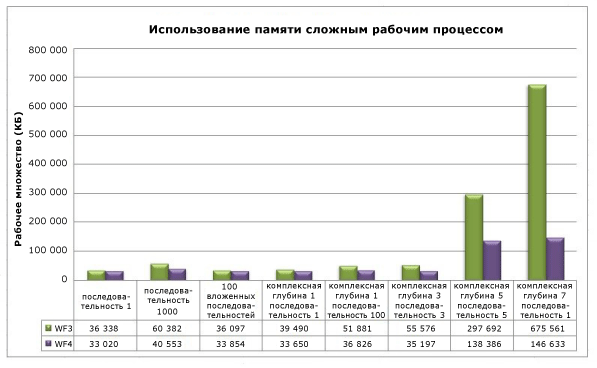 Использование памяти сложным рабочим процессом
Рабочее множество (КБ)
800 000
700 000
600 000
500 000
400 000
300 000
200 000
100 000
0
последова-
тельность 1
последова-
тельность
1000
100
вложенных
последова-
тельностей
комплексная
глубина 1
последова-
тельность 1
комплексная
глубина 1
последова-
тельность 100
комплексная
глубина 3
последова-
тельность 3
комплексная
глубина 5
последова-
тельность 5
комплексная
глубина 7
последова-
тельность 1
WF3 36 338 60 382 36 097 39 490 51 881 55 576 297 692 675 561
WF4 33 020 40 553 33 854 33 650 36 826 35 197 138 386 146 633